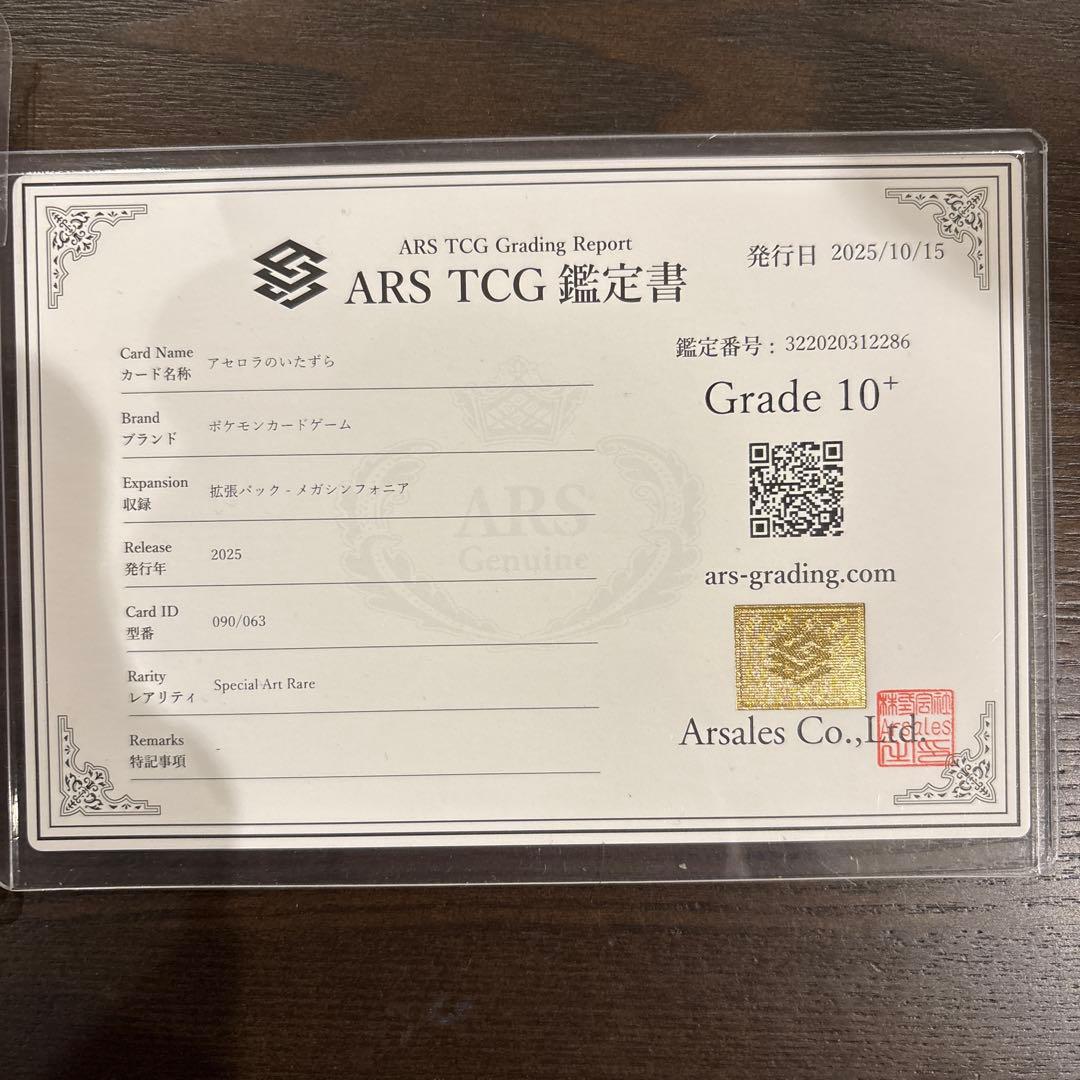 ARS TCG Grading Report
ARS TCG 鑑定書
発行日 2025/10/15
Card Name
カード名称
アセロラのいたずら
Brand
ブランド
ポケモンカードゲーム
Expansion
収録
拡張パック - メガシンフォニア
Release
発行年
2025
Card ID
型番
090/063
Rarity
レアリティ
Special Art Rare
Remarks
特記事項
-
ARS
Genuine
鑑定番号 : 322020312286
Grade 10+
ars-grading.com
Arsales Co.,Ltd.
株式会社
Arsales